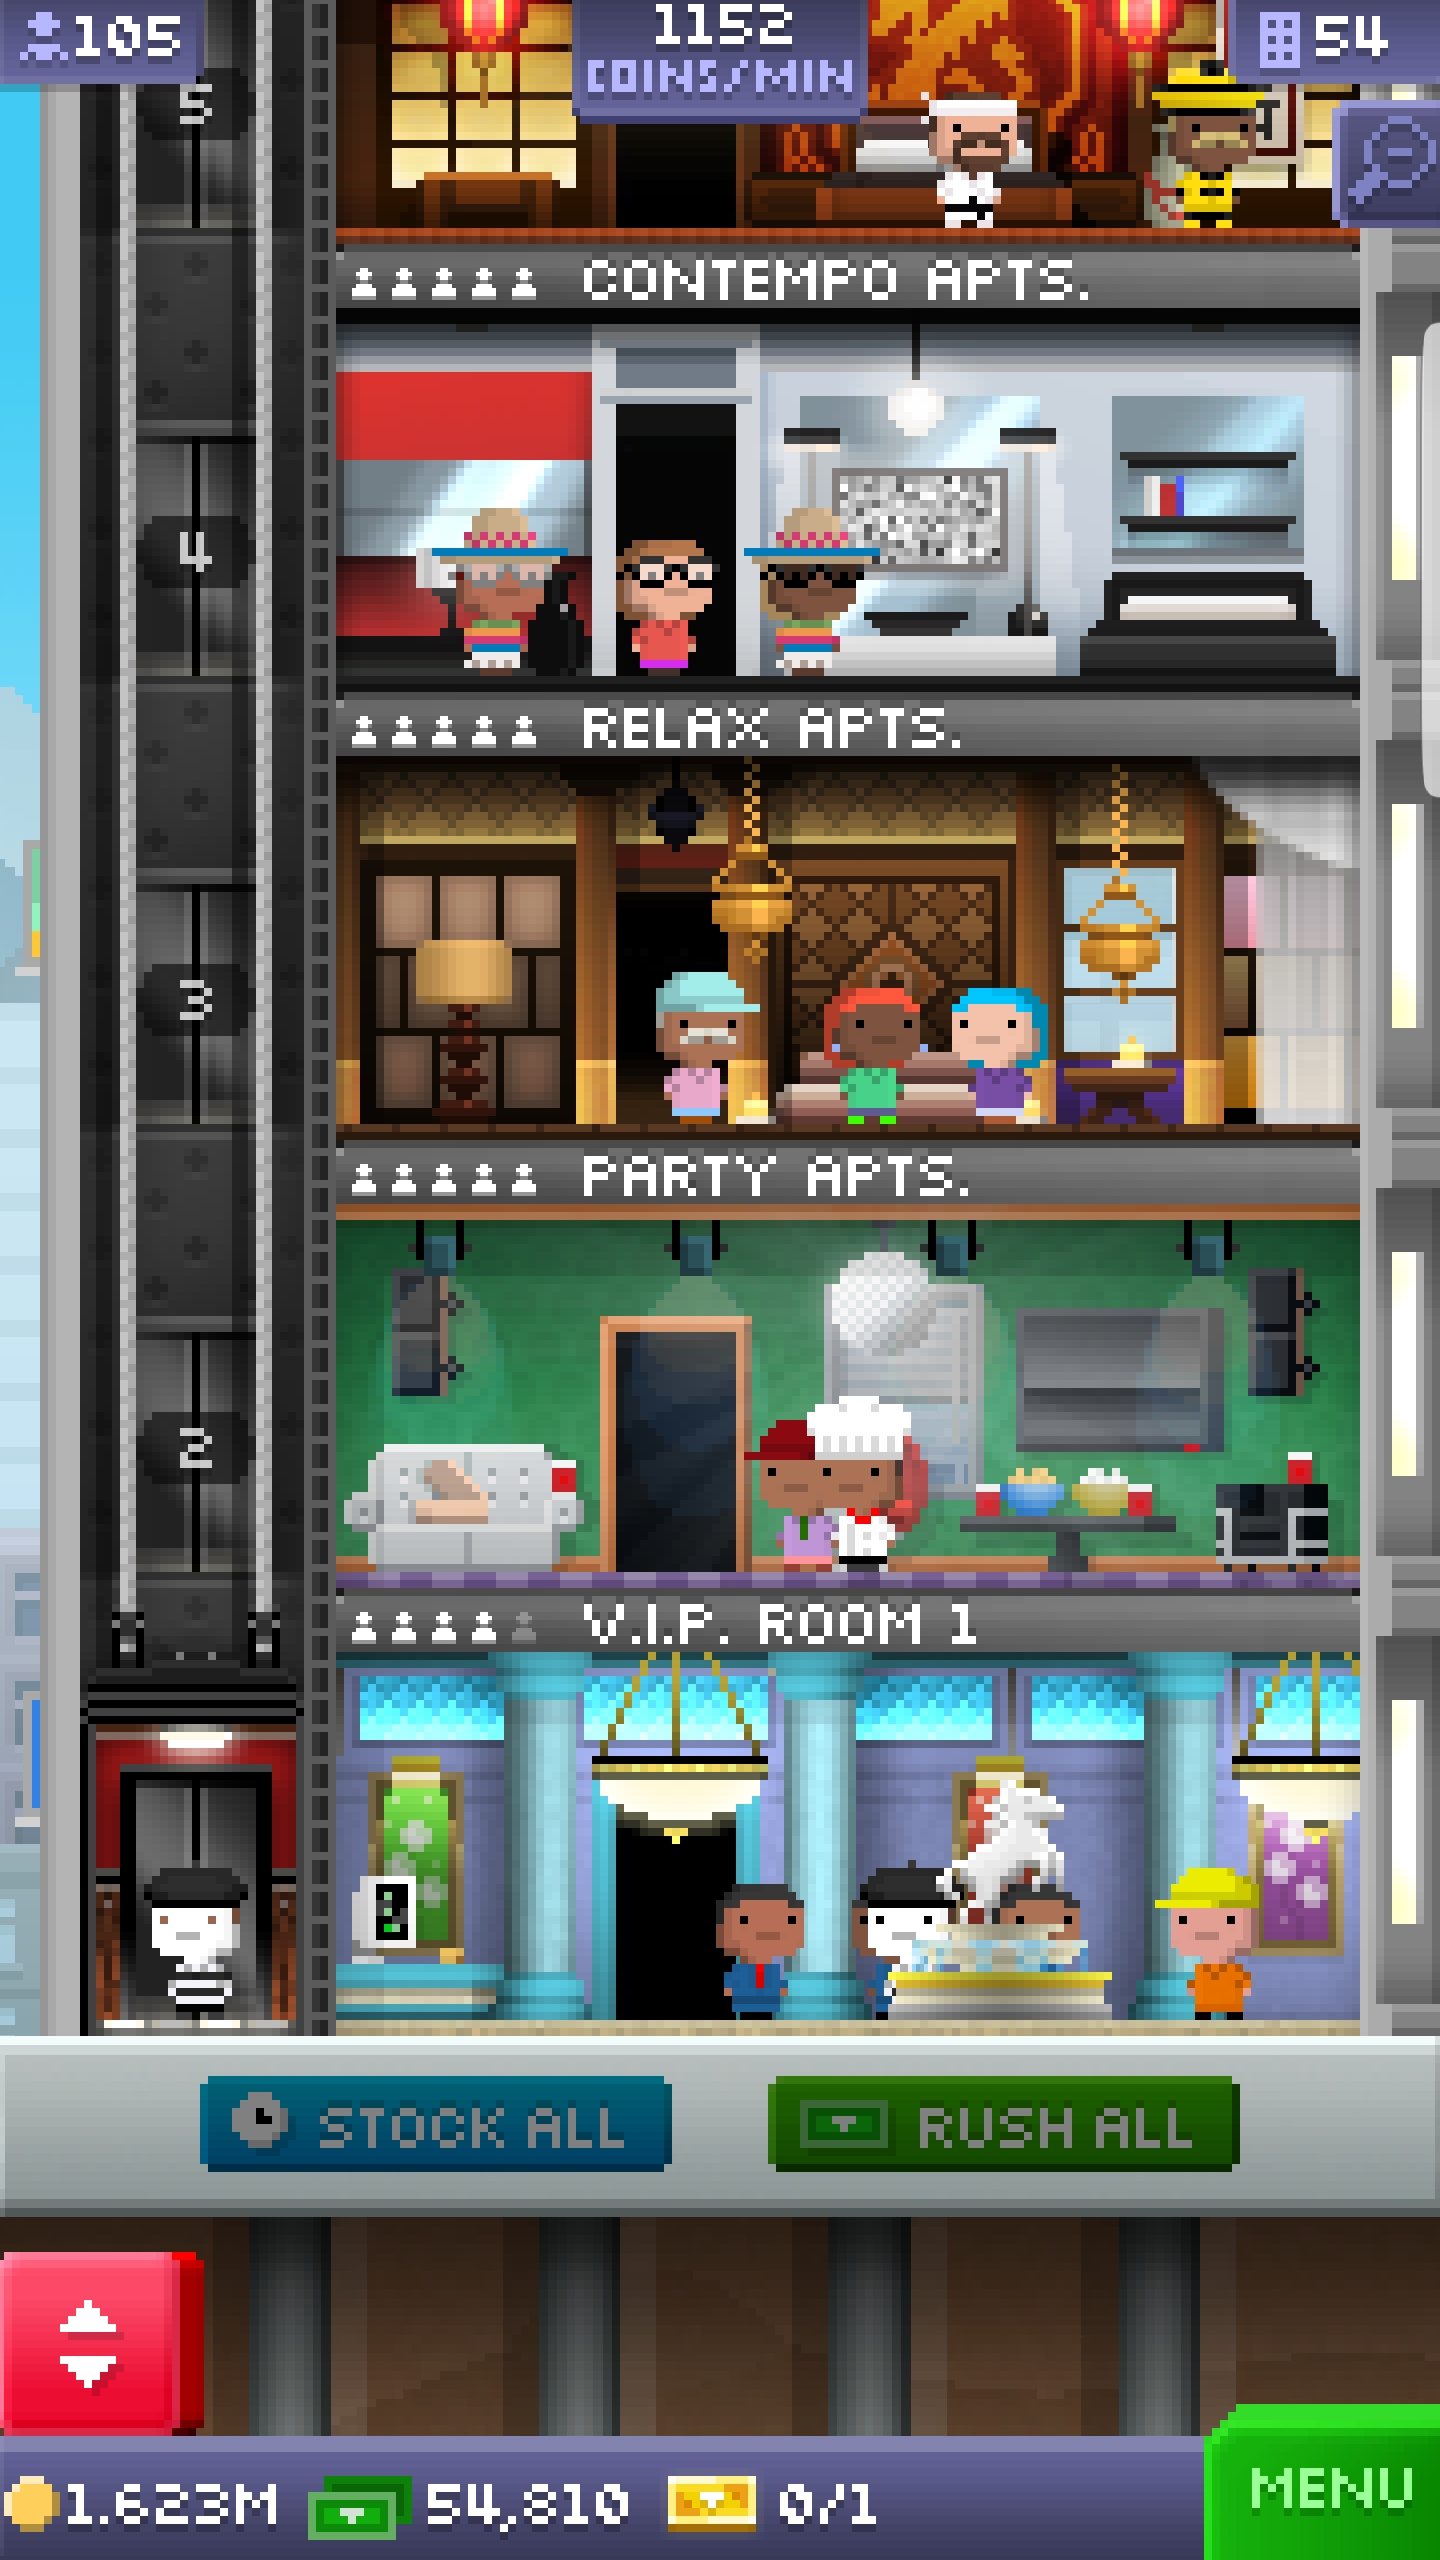 105
1152
COINS/MIN
54
5
CONTEMPO APTS.
4
RELAX APTS.
3
PARTY APTS.
2
V.I.P. ROOM 1
STOCK ALL
RUSH ALL
1.623M
54,810
0/1
MENU